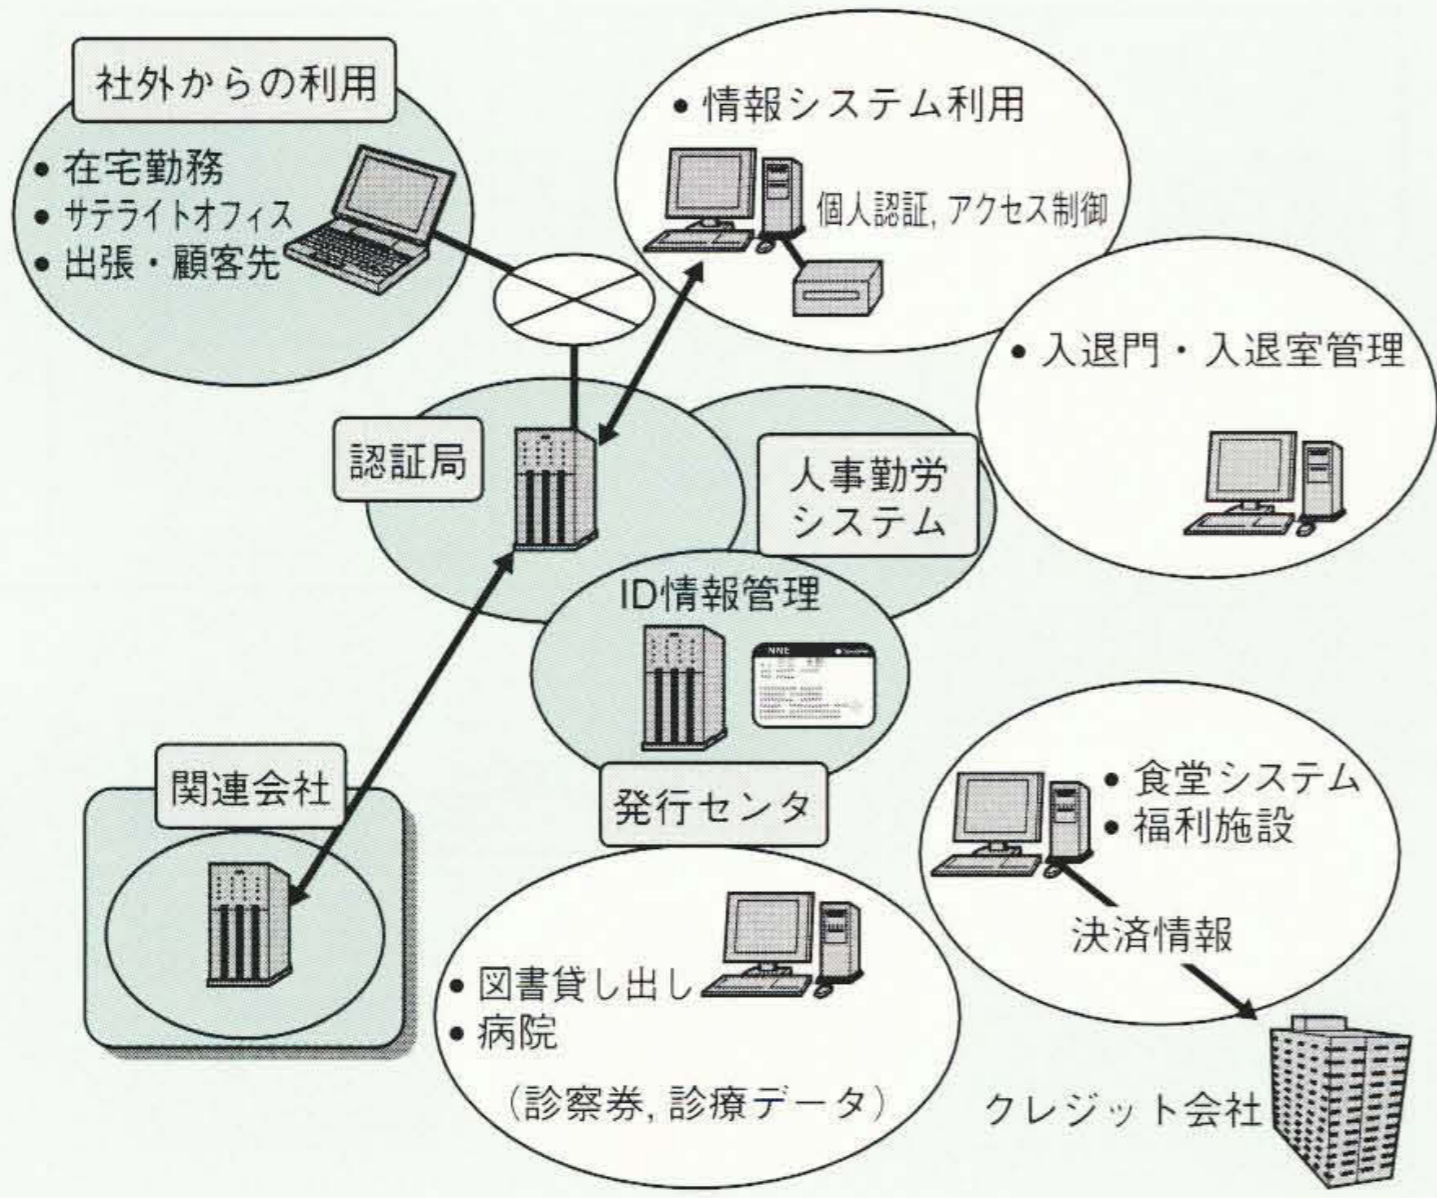 社外からの利用
• 在宅勤務
• サテライトオフィス
• 出張・顧客先
• 情報システム利用
個人認証, アクセス制御
• 入退門・入退室管理
認証局
人事勤労
システム
ID情報管理
関連会社
発行センタ
• 食堂システム
• 福利施設
決済情報
• 図書貸し出し
• 病院
(診察券, 診療データ)
クレジット会社